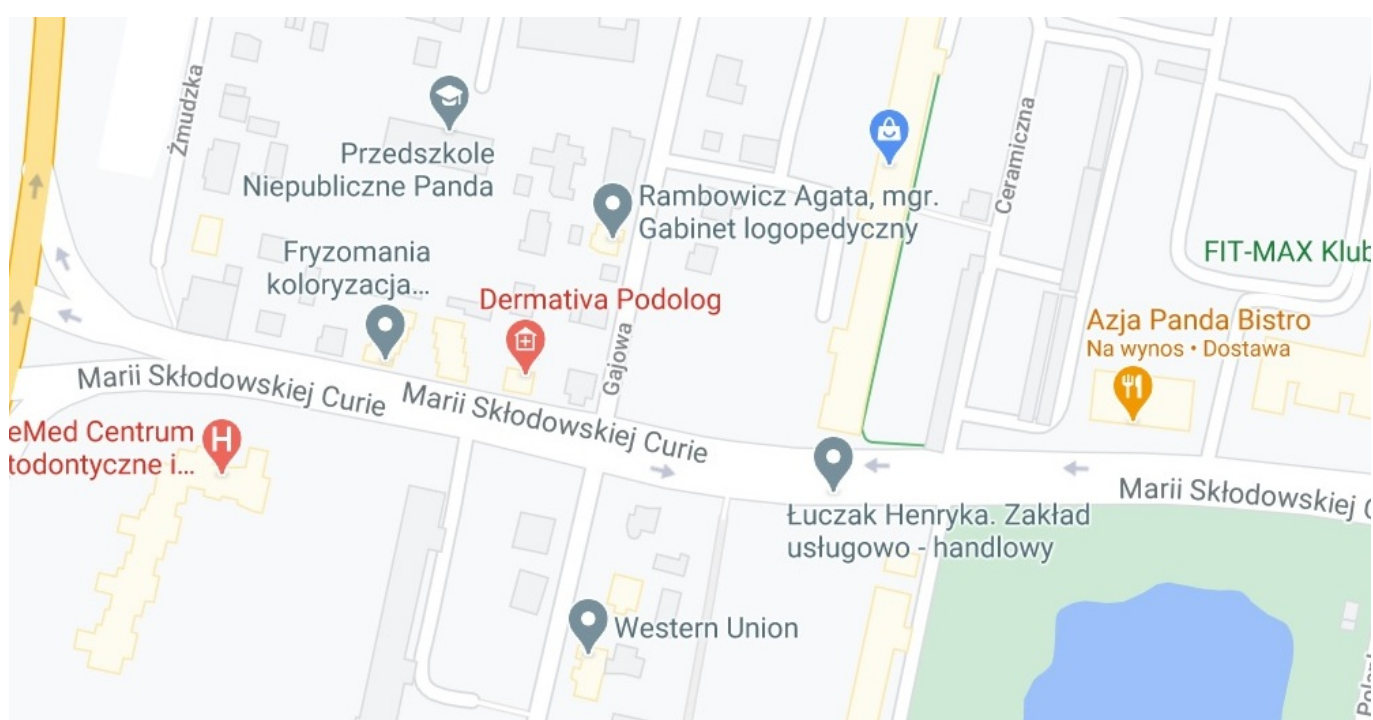 Żmudzka
Przedszkole
Niepubliczne Panda
Ceramiczna
Rambowicz Agata, mgr.
Gabinet logopedyczny
Fryzomania
koloryzacja...
FIT-MAX Klub
Dermativa Podolog
Azja Panda Bistro
Na wynos • Dostawa
Gajowa
Marii Skłodowskiej Curie
Marii Skłodowskiej Curie
eMed Centrum
todontyczne i...
H
Marii Skłodowskiej C
Łuczak Henryka. Zakład
usługowo - handlowy
Western Union